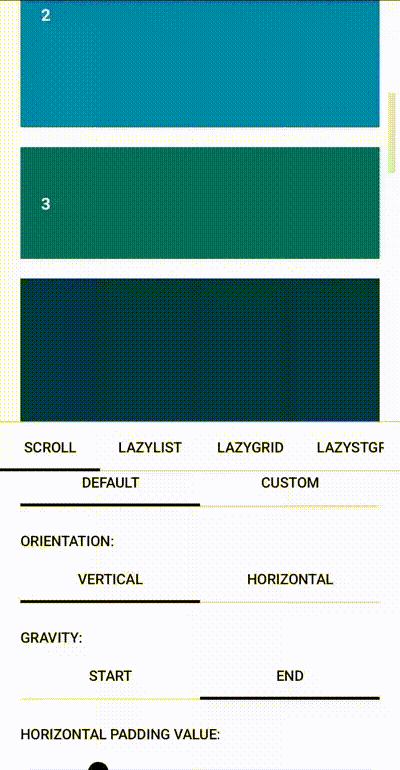 2
3
SCROLL LAZYLIST LAZYGRID LAZYSTGR
DEFAULT CUSTOM
ORIENTATION:
VERTICAL HORIZONTAL
GRAVITY:
START END
HORIZONTAL PADDING VALUE: